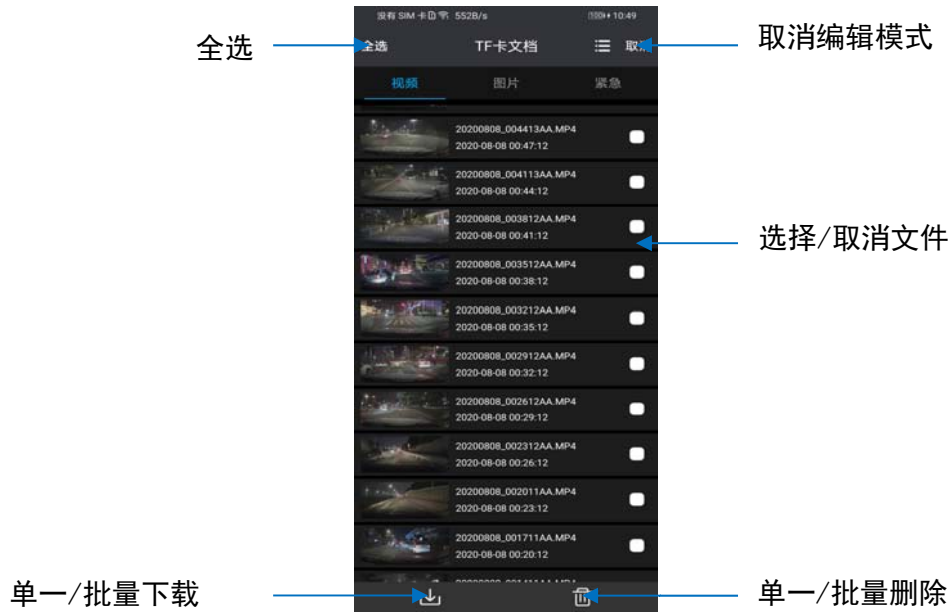 没有 SIM 卡 552B/s 100 10:49
全选 全选 TF卡文档 取消编辑模式
视频 图片 紧急
20200808_004413AA.MP4
2020-08-08 00:47:12
20200808_004113AA.MP4
2020-08-08 00:44:12
20200808_003812AA.MP4
2020-08-08 00:41:12
选择/取消文件
20200808_003512AA.MP4
2020-08-08 00:38:12
20200808_003212AA.MP4
2020-08-08 00:35:12
20200808_002912AA.MP4
2020-08-08 00:32:12
20200808_002612AA.MP4
2020-08-08 00:29:12
20200808_002312AA.MP4
2020-08-08 00:26:12
20200808_002011AA.MP4
2020-08-08 00:23:12
20200808_001711AA.MP4
2020-08-08 00:20:12
单一/批量下载 单一/批量删除